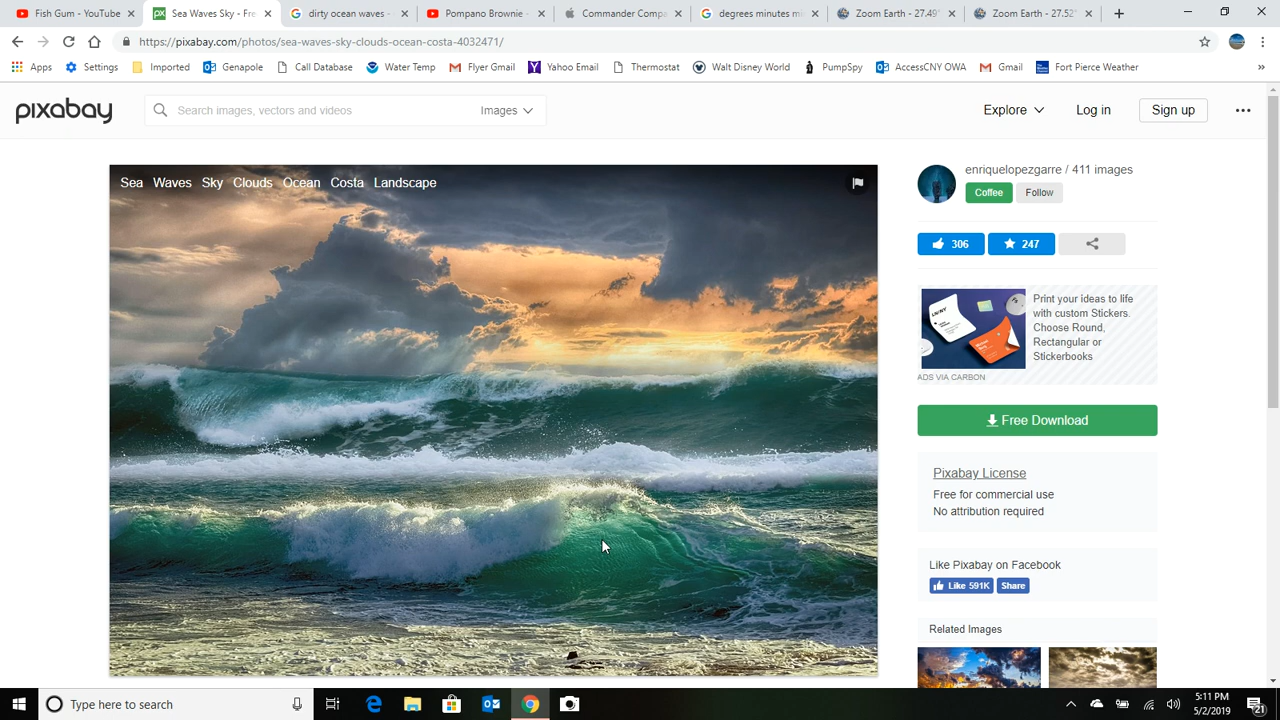 Fish Gun - YouTube
Sea Waves Sky - Fre
dirty ocean waves -
Pompano Brownie -
Commander Compa
degrees minutes mi
Zoom Earth - 27.49°
Zoom Earth - 27.52°
https://pixabay.com/photos/sea-waves-sky-clouds-ocean-costa-4032471/
Apps Settings Imported Genapole Call Database Water Temp Flyer Gmail Yahoo Email Thermostat Walt Disney World PumpSpy AccessCNY OWA Gmail Fort Pierce Weather »
pixabay
Search images, vectors and videos Images
Explore Log in Sign up
Sea Waves Sky Clouds Ocean Costa Landscape
enriquelopezgarre / 411 images
Coffee Follow
306 247
Print your ideas to life
with custom Stickers.
Choose Round,
Rectangular or
Stickerbooks
ADS VIA CARBON
Free Download
Pixabay License
Free for commercial use
No attribution required
Like Pixabay on Facebook
Like 591K Share
Related Images
Type here to search
5:11 PM
5/2/2019
21